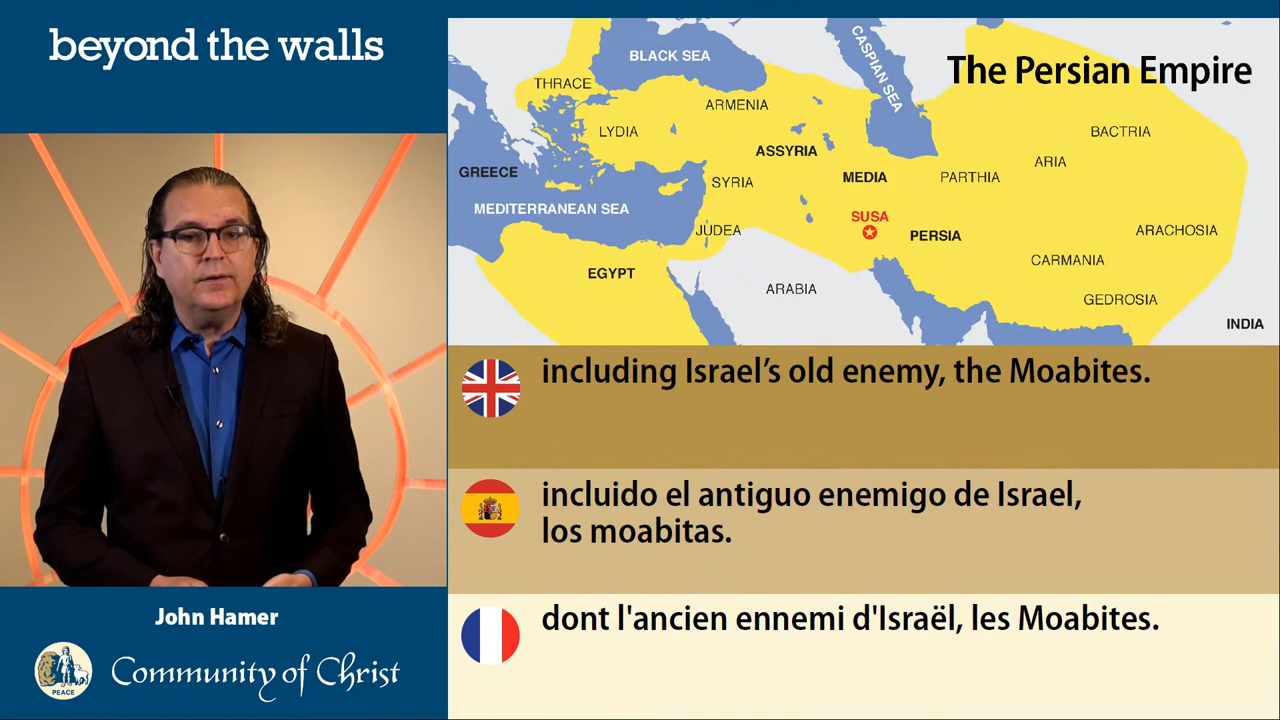 beyond the walls
The Persian Empire
BLACK SEA
CASPIAN SEA
THRACE
ARMENIA
LYDIA
BACTRIA
ASSYRIA
ARIA
GREECE
SYRIA
MEDIA
PARTHIA
MEDITERRANEAN SEA
SUSA
JUDEA
PERSIA
ARACHOSIA
EGYPT
CARMANIA
ARABIA
GEDROSIA
INDIA
including Israel’s old enemy, the Moabites.
incluido el antiguo enemigo de Israel,
los moabitas.
dont l'ancien ennemi d'Israël, les Moabites.
John Hamer
PEACE
Community of Christ